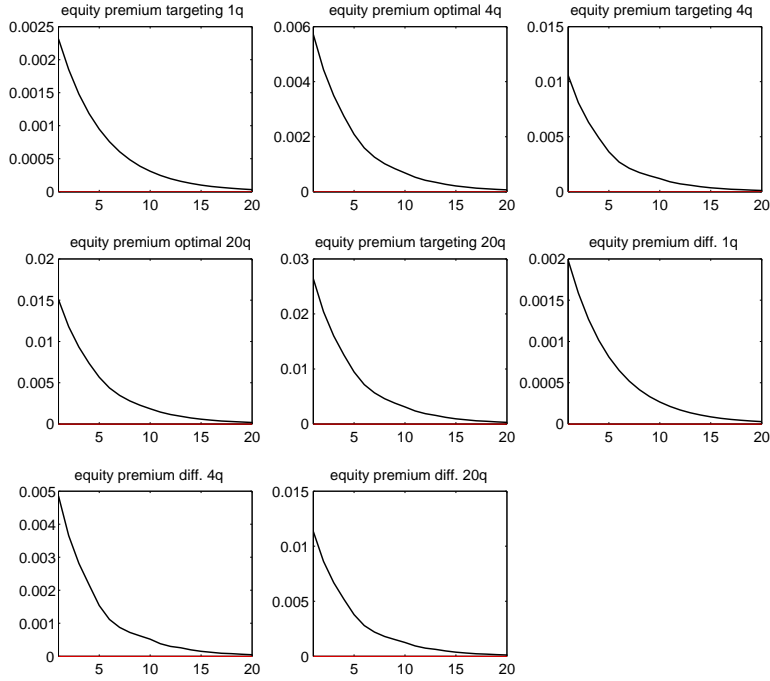 equity premium targeting 1q
equity premium optimal 4q
equity premium targeting 4q
0.0025
0.002
0.0015
0.001
0.0005
0
5 10 15 20
0.006
0.004
0.002
0
5 10 15 20
0.015
0.01
0.005
0
5 10 15 20
equity premium optimal 20q
equity premium targeting 20q
equity premium diff. 1q
0.02
0.015
0.01
0.005
0
5 10 15 20
0.03
0.02
0.01
0
5 10 15 20
0.002
0.0015
0.001
0.0005
0
5 10 15 20
equity premium diff. 4q
equity premium diff. 20q
0.005
0.004
0.003
0.002
0.001
0
5 10 15 20
0.015
0.01
0.005
0
5 10 15 20